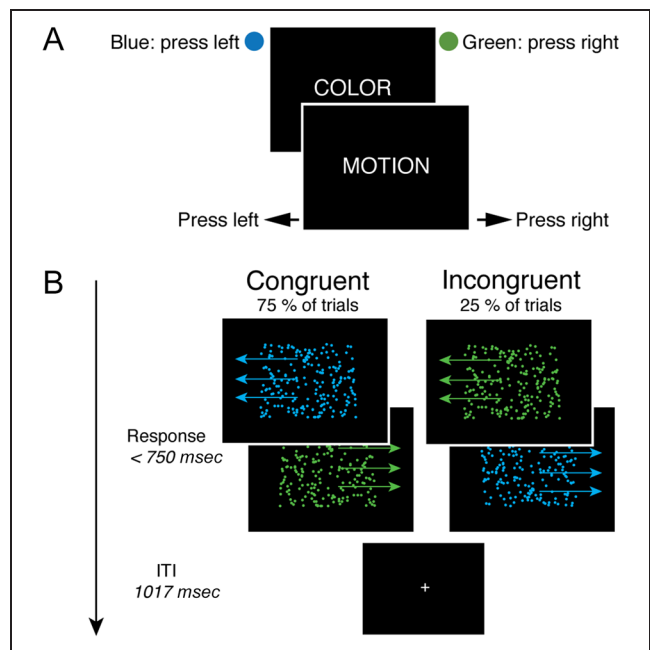 A
Blue: press left
Green: press right
COLOR
MOTION
Press left
Press right
B
Congruent
75 % of trials
Incongruent
25 % of trials
Response
< 750 msec
ITI
1017 msec
+